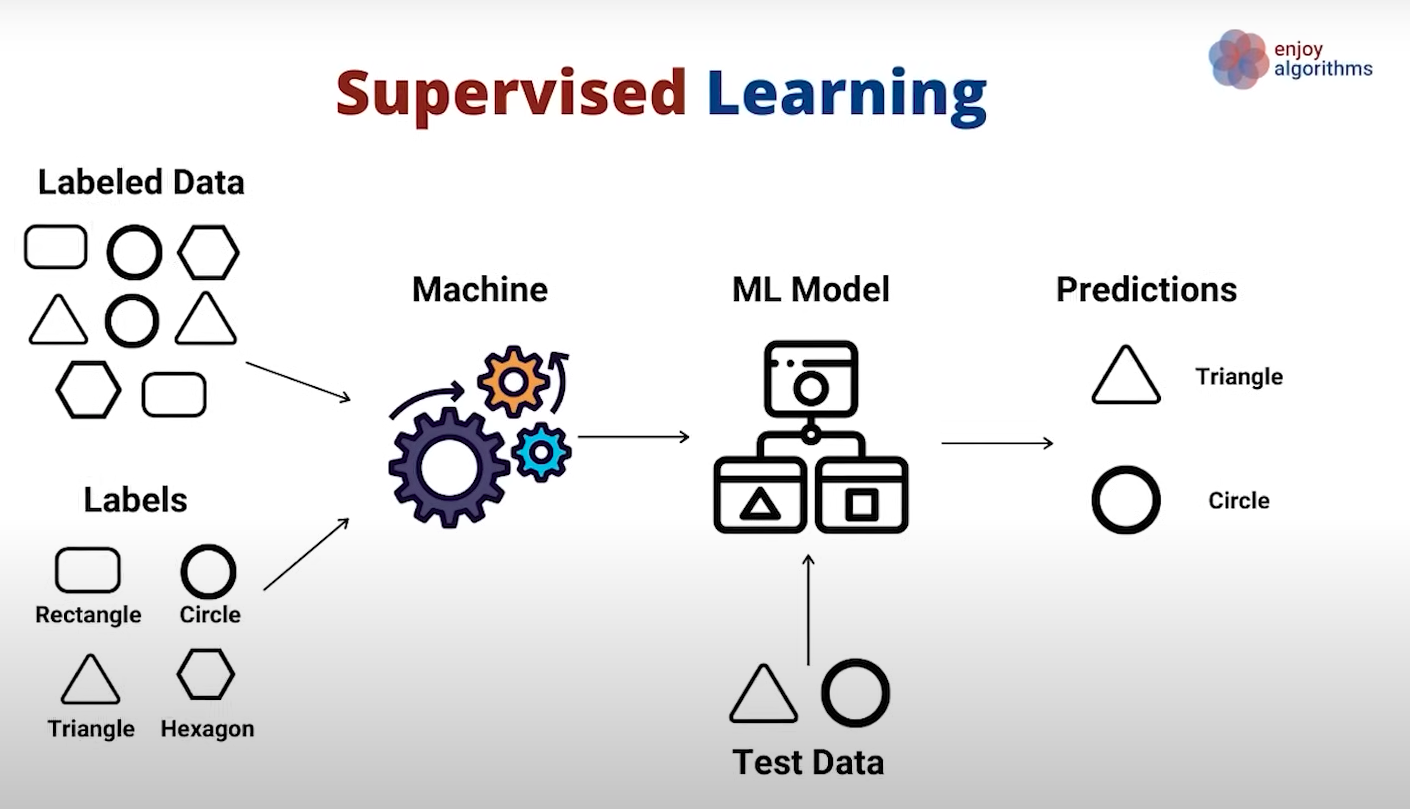 enjoy
algorithms
Supervised Learning
Labeled Data
Machine
ML Model
Predictions
Triangle
Circle
Labels
Rectangle
Circle
Triangle
Hexagon
Test Data